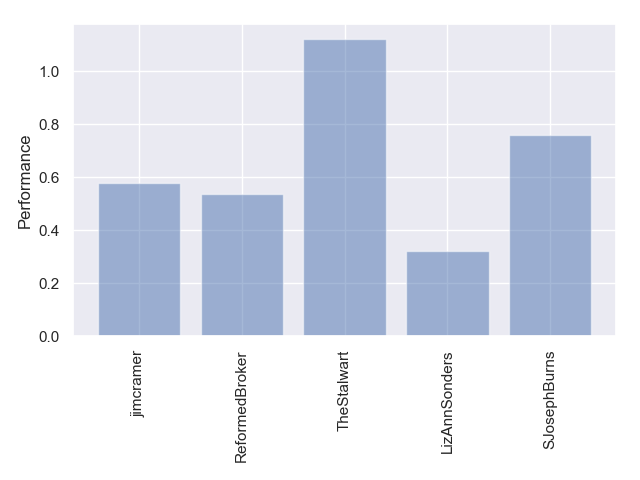 Performance
1.0
0.8
0.6
0.4
0.2
0.0
jimcramer
ReformedBroker
TheStalwart
LizAnnSonders
SJosephBurns